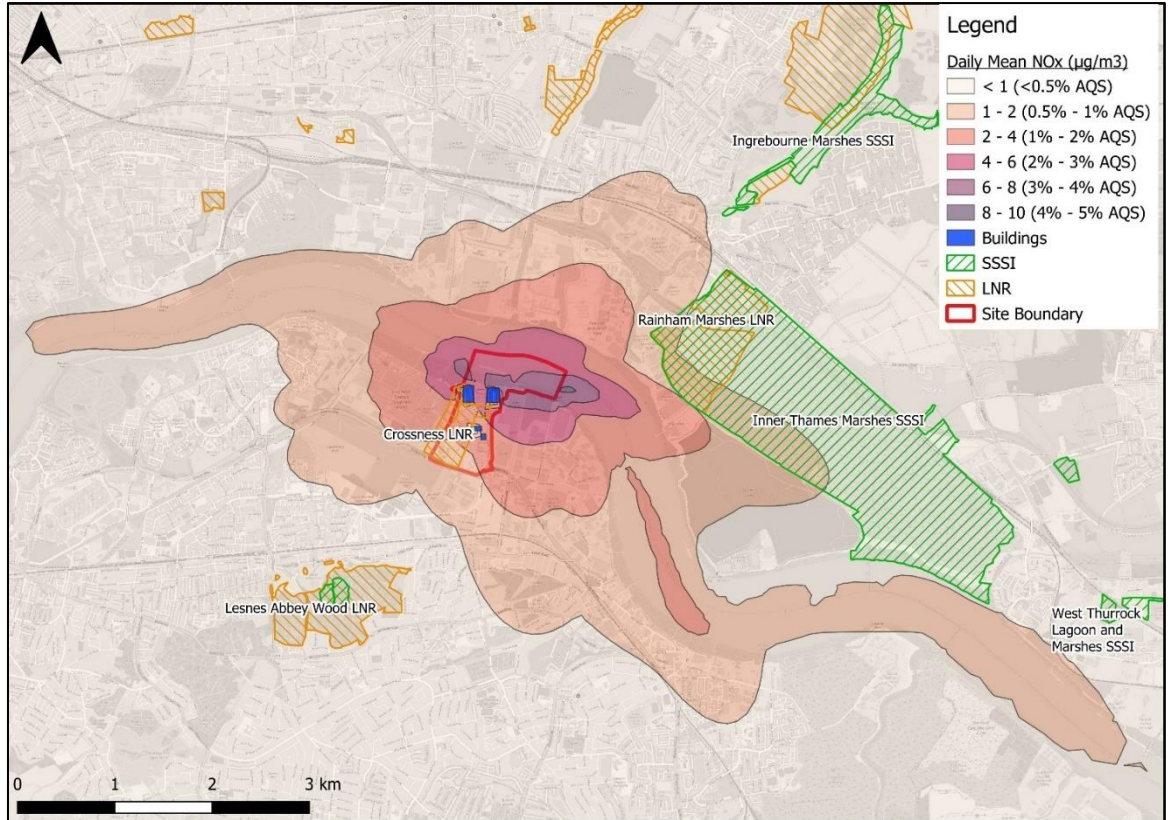 Legend
Daily Mean NOx (µg/m3)
< 1 (<0.5% AQS)
1 - 2 (0.5% - 1% AQS)
2 - 4 (1% - 2% AQS)
4 - 6 (2% - 3% AQS)
6 - 8 (3% - 4% AQS)
8 - 10 (4% - 5% AQS)
Buildings
SSSI
LNR
Site Boundary
Ingrebourne Marshes SSSI
Rainham Marshes LNR
Inner Thames Marshes SSSI
Crossness LNR
Lesnes Abbey Wood LNR
West Thurrock
Lagoon and
Marshes SSSI
0 1 2 3 km